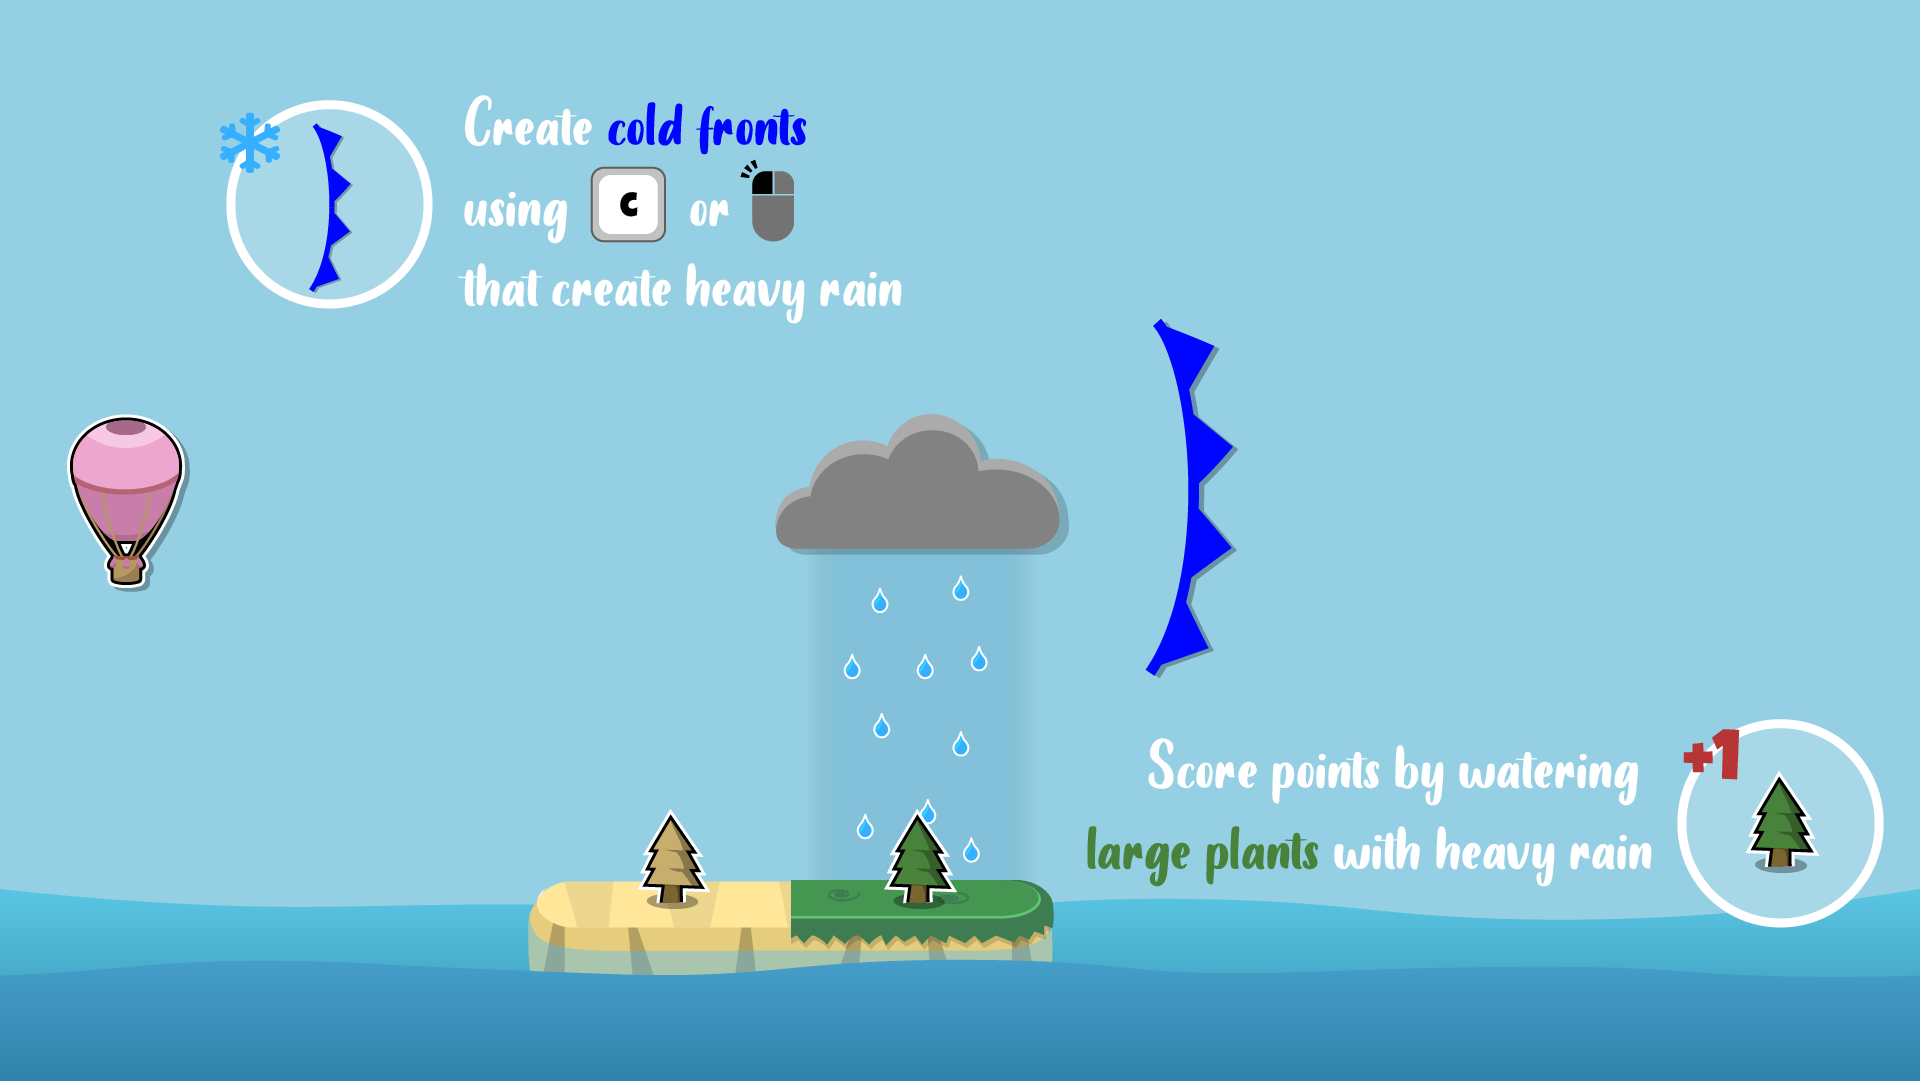 Create cold fronts
using C or
that create heavy rain
Score points by watering
large plants with heavy rain
+1